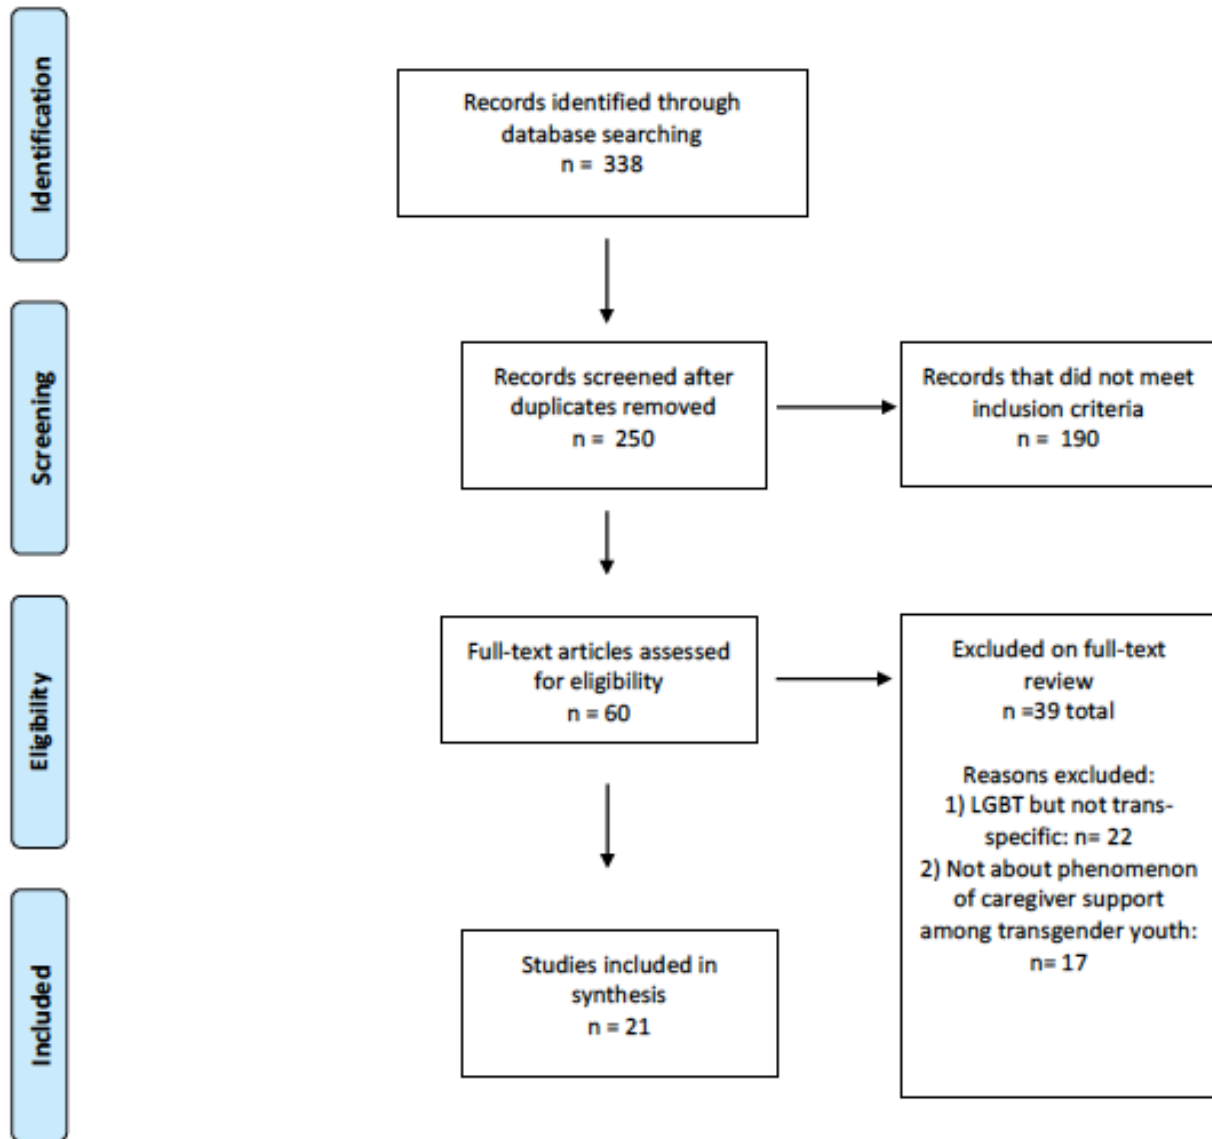 Identification
Records identified through
database searching
n = 338
Screening
Records screened after
duplicates removed
n = 250
Records that did not meet
inclusion criteria
n = 190
Eligibility
Full-text articles assessed
for eligibility
n = 60
Excluded on full-text
review
n =39 total
Reasons excluded:
1) LGBT but not trans-
specific: n= 22
2) Not about phenomenon
of caregiver support
among transgender youth:
n= 17
Included
Studies included in
synthesis
n = 21